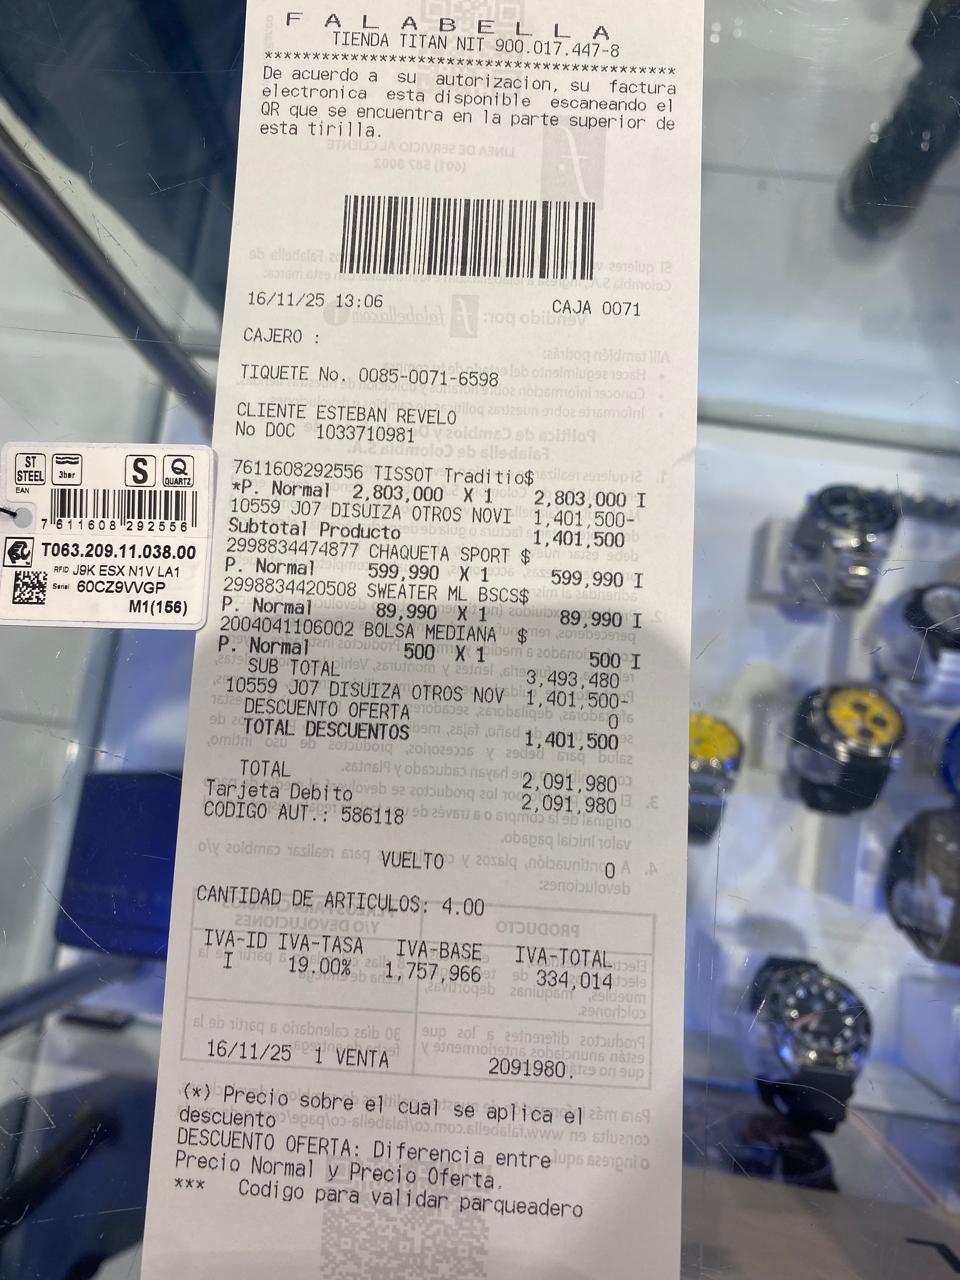 F A L A B E L L A
TIENDA TITAN NIT 900.017.447-8
******************************************
De acuerdo a su autorizacion, su factura
electronica esta disponible escaneando el
QR que se encuentra en la parte superior de
esta tirilla.
16/11/25 13:06 CAJA 0071
CAJERO :
TIQUETE No. 0085-0071-6598
CLIENTE ESTEBAN REVELO
No DOC 1033710981
7611608292556 TISSOT Traditio$
*P. Normal 2,803,000 X 1 2,803,000 I
10559 J07 DISUIZA OTROS NOVI 1,401,500-
Subtotal Producto 1,401,500
2998834474877 CHAQUETA SPORT $
P. Normal 599,990 X 1 599,990 I
2998834420508 SWEATER ML BSCS$
P. Normal 89,990 X 1 89,990 I
2004041106002 BOLSA MEDIANA $
P. Normal 500 X 1 500 I
SUB TOTAL 3,493,480
10559 J07 DISUIZA OTROS NOV 1,401,500-
DESCUENTO OFERTA 0
TOTAL DESCUENTOS 1,401,500
TOTAL 2,091,980
Tarjeta Debito 2,091,980
CODIGO AUT.: 586118
VUELTO 0
CANTIDAD DE ARTICULOS: 4.00
IVA-ID IVA-TASA IVA-BASE IVA-TOTAL
I 19.00% 1,757,966 334,014
16/11/25 1 VENTA 2091980.
(*) Precio sobre el cual se aplica el
descuento
DESCUENTO OFERTA: Diferencia entre
Precio Normal y Precio Oferta.
*** Codigo para validar parqueadero
ST STEEL
3bar
S
Q QUARTZ
EAN
7 611608 292556
T063.209.11.038.00
RFID J9K ESX N1V LA1
Serial 60CZ9VVGP
M1(156)